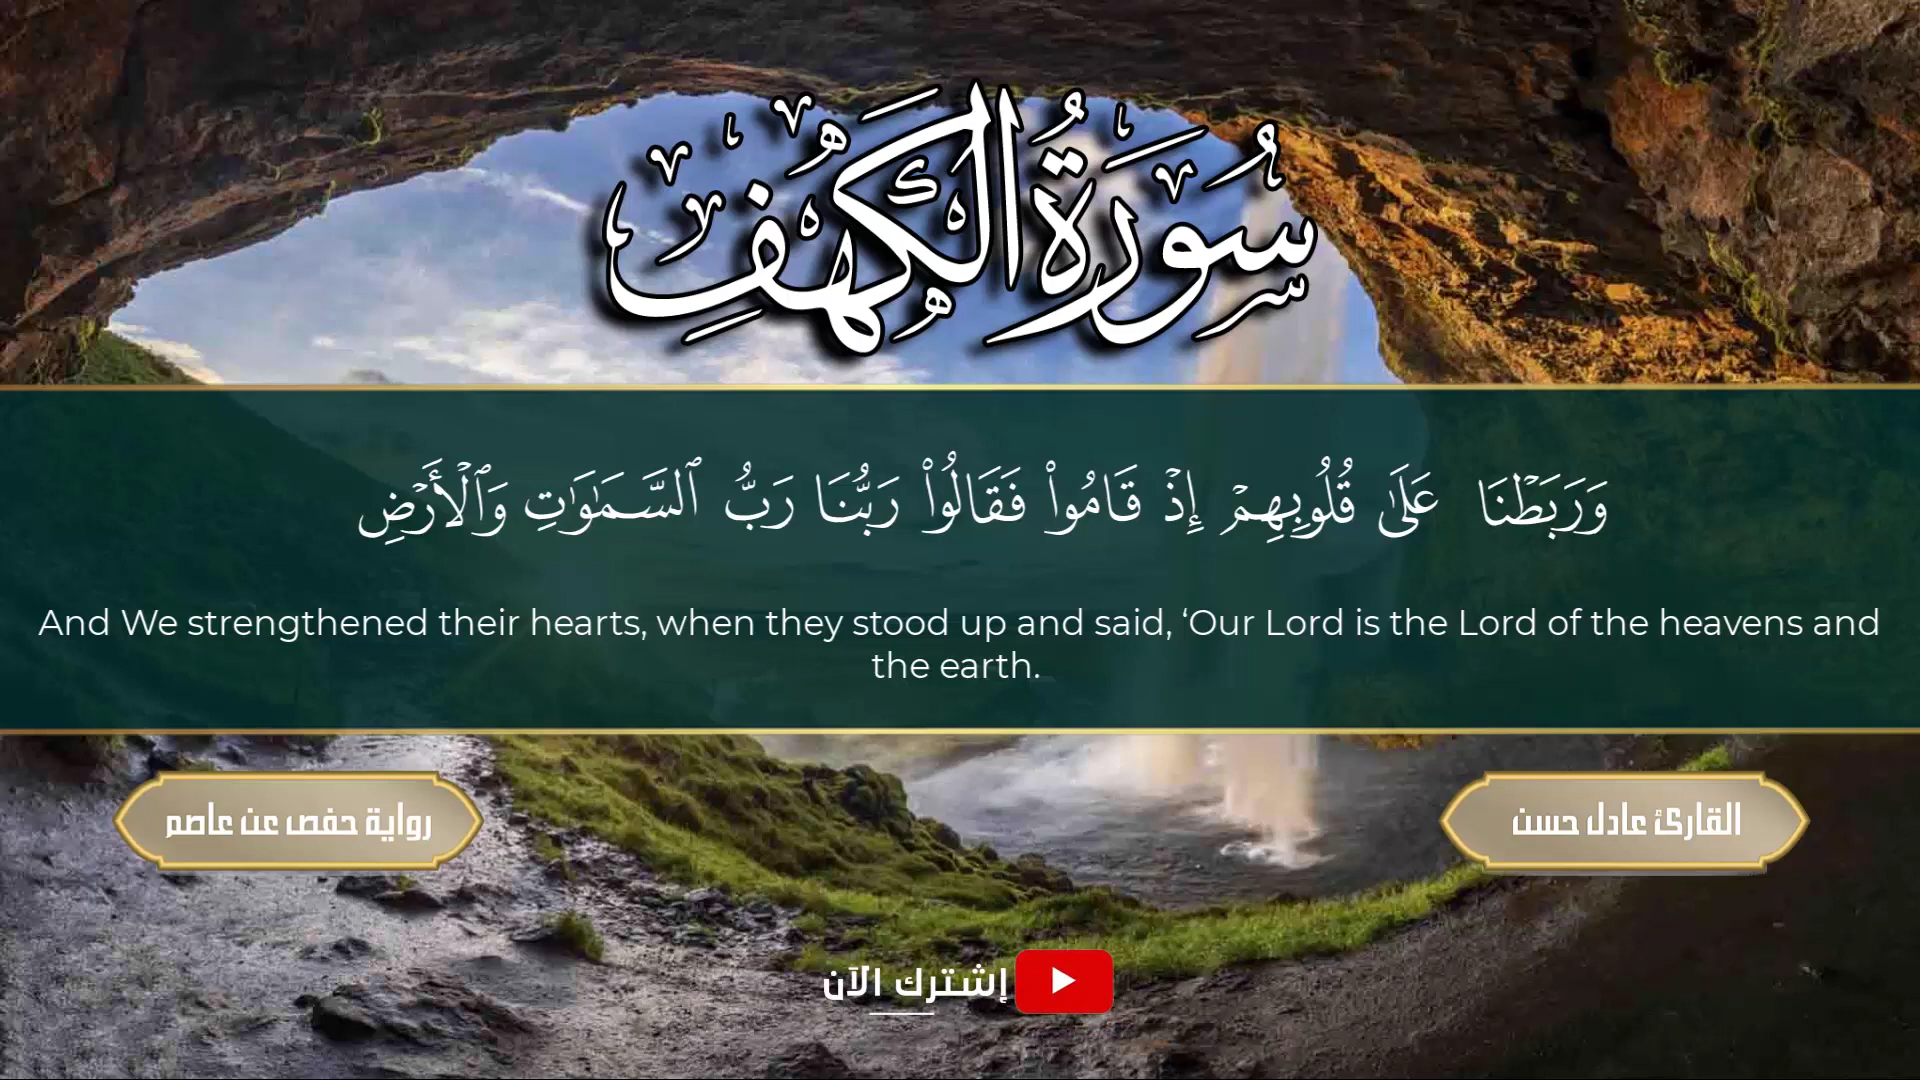 سُورَةُ الْكَهْفِ
وَرَبَطْنَا عَلَىٰ قُلُوبِهِمْ إِذْ قَامُوا۟ فَقَالُوا۟ رَبُّنَا رَبُّ ٱلسَّمَـٰوَٰتِ وَٱلْأَرْضِ
And We strengthened their hearts, when they stood up and said, ‘Our Lord is the Lord of the heavens and
the earth.
القارئ عادل حسن
رواية حفص عن عاصم
إشترك الآن